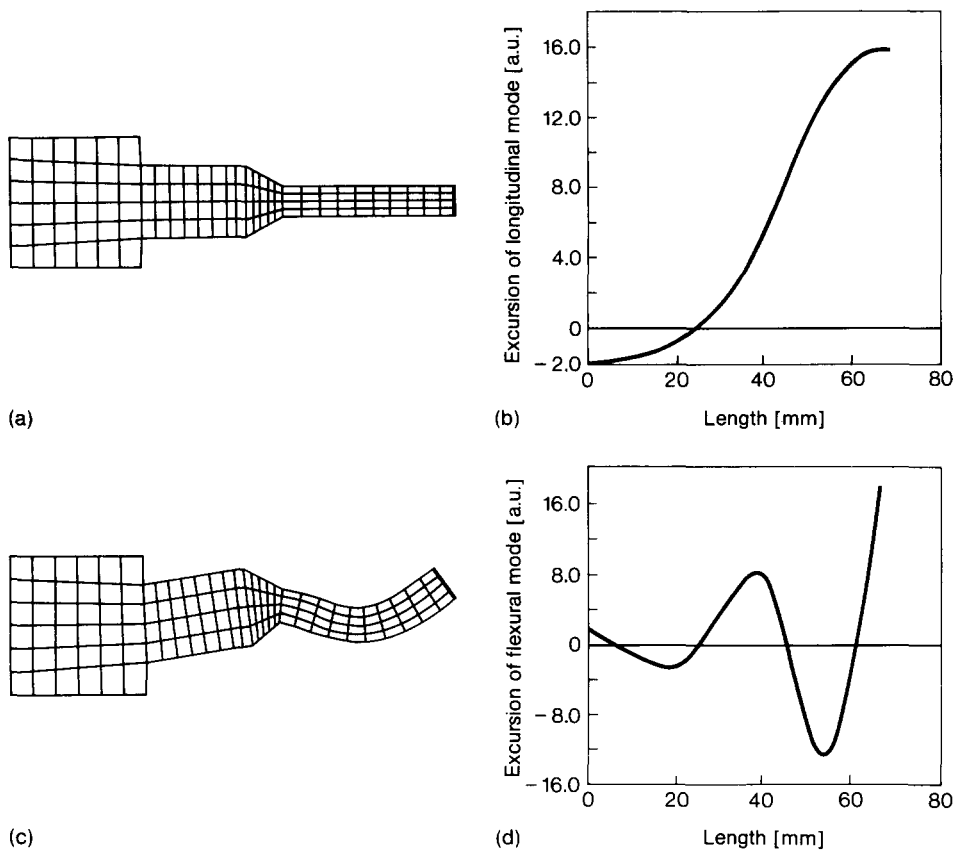 (a)
Excursion of longitudinal mode [a.u.]
16.0
12.0
8.0
4.0
0
-2.0
0 20 40 60 80
(b) Length [mm]
(c)
Excursion of flexural mode [a.u.]
16.0
8.0
0
-8.0
-16.0
0 20 40 60 80
(d) Length [mm]